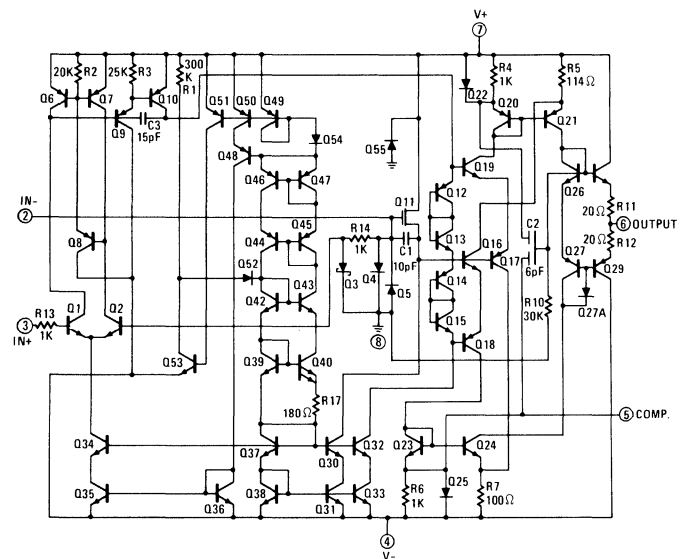 V+
7
20K R2
25K R3
300
K
R1
R4
1K
R5
114Ω
Q6
Q7
Q9
Q10
C3
15pF
Q51
Q50
Q49
Q54
Q55
Q22
Q20
Q21
Q48
Q46
Q47
Q19
Q12
Q26
R11
20Ω
6 OUTPUT
20Ω
R12
IN-
2
Q11
Q8
Q44
Q45
R14
1K
C1
10pF
Q13
Q16
Q17
C2
6pF
Q27
Q29
Q52
Q3
Q4
Q5
Q14
R10
30K
Q27A
Q42
Q43
8
Q1
Q2
Q15
Q18
3
R13
1K
IN+
Q53
Q39
Q40
180Ω
R17
5 COMP.
Q34
Q37
Q30
Q32
Q23
Q24
Q35
Q36
Q38
Q31
Q33
R6
1K
Q25
R7
100Ω
4
V-